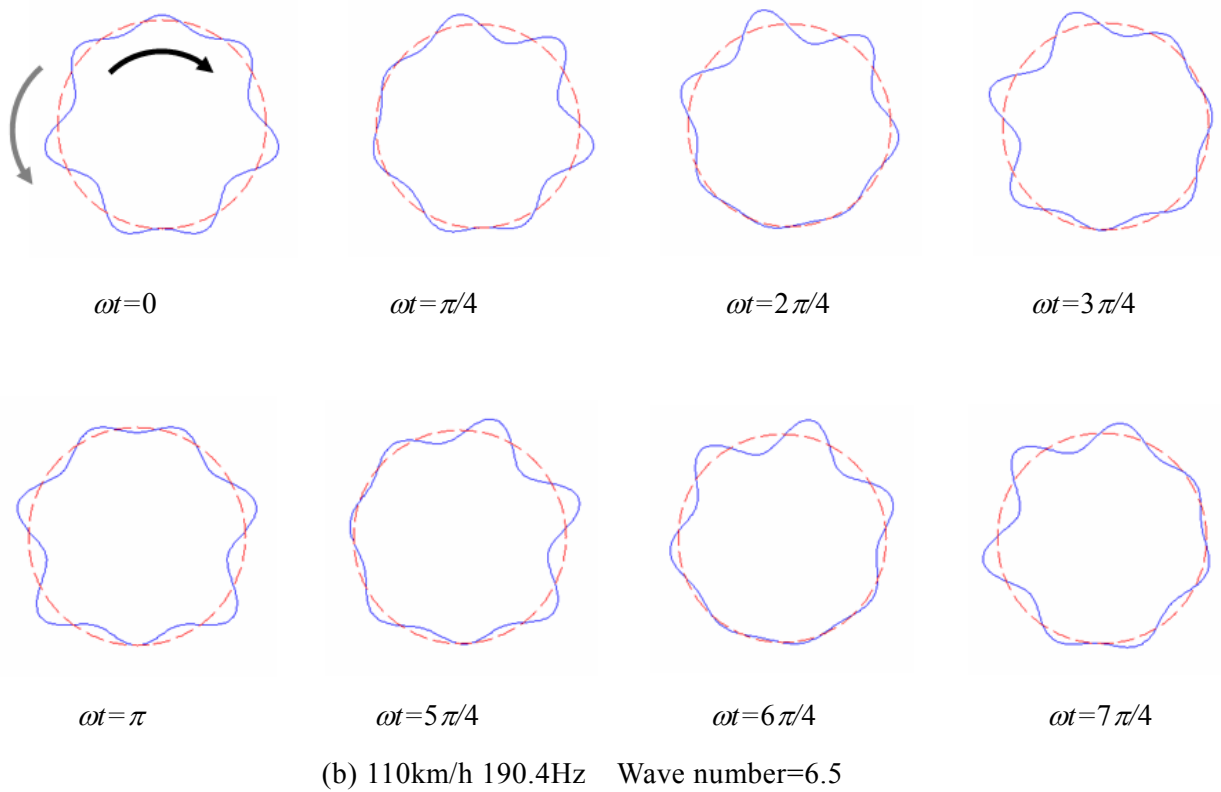 ωt=0 ωt=π/4 ωt=2π/4 ωt=3π/4
ωt=π ωt=5π/4 ωt=6π/4 ωt=7π/4
(b) 110km/h 190.4Hz Wave number=6.5